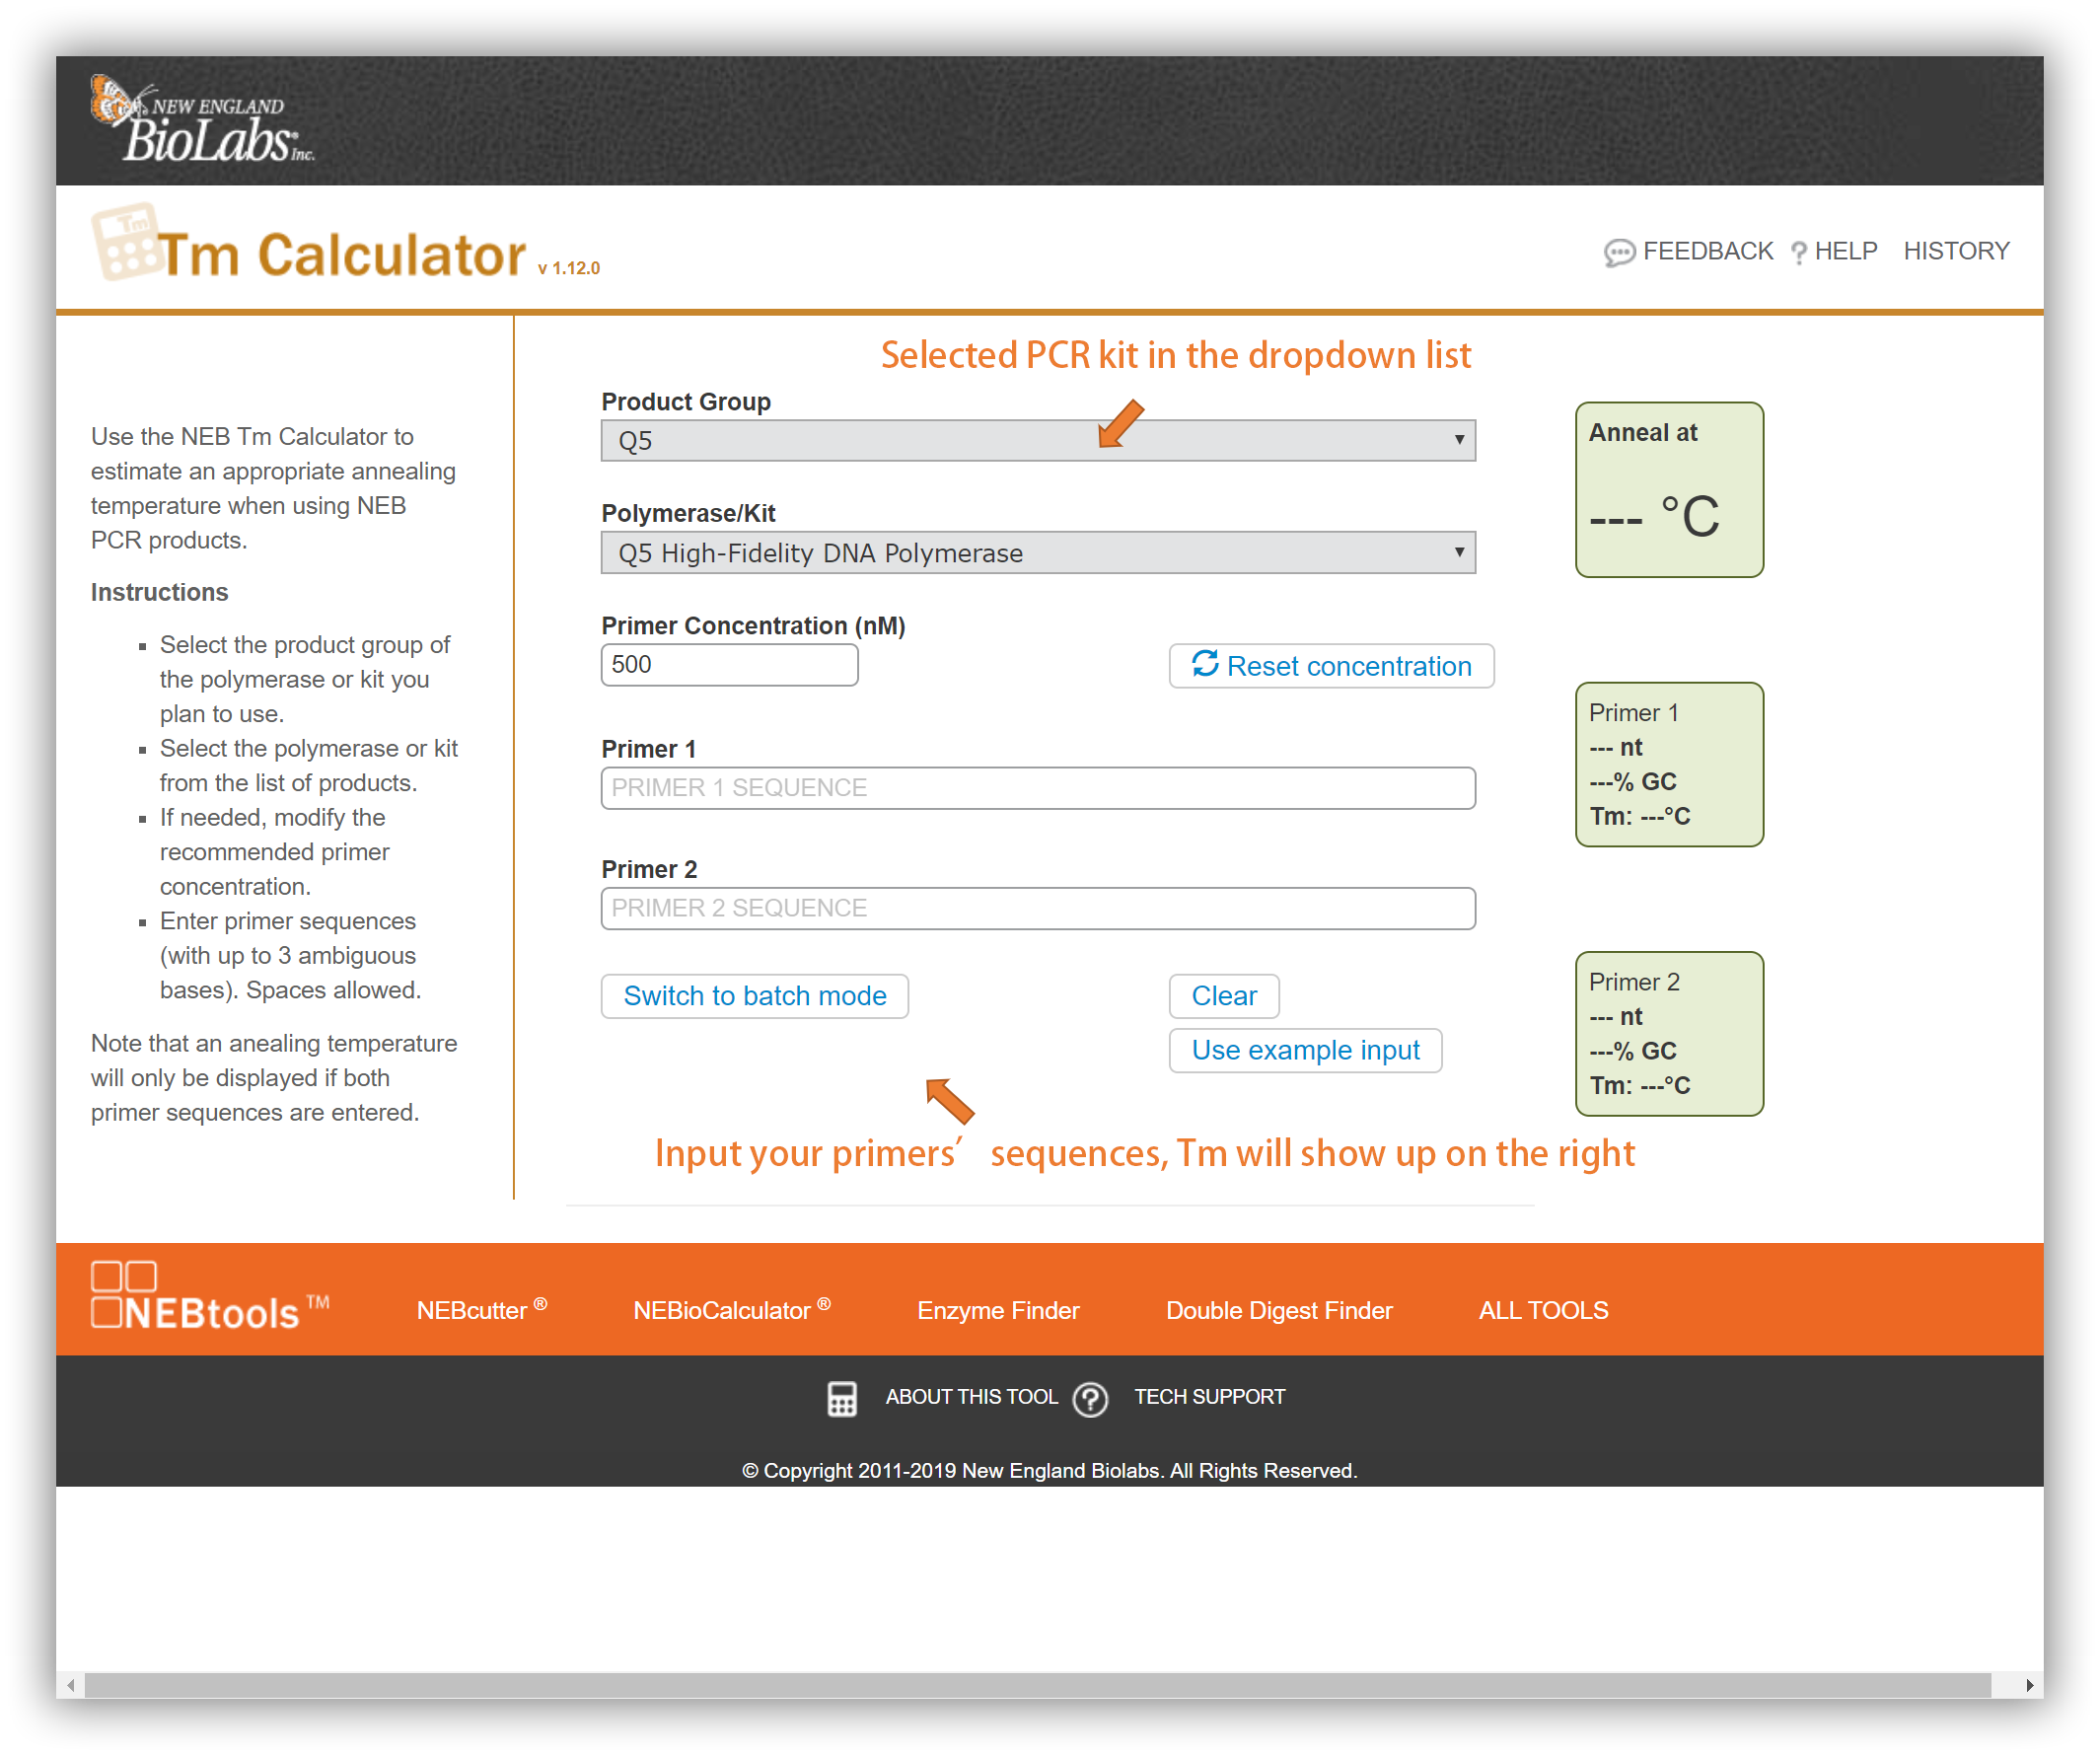 NEW ENGLAND
BioLabs Inc.
Tm
Tm Calculator v 1.12.0
FEEDBACK ? HELP HISTORY
Selected PCR kit in the dropdown list
Use the NEB Tm Calculator to
estimate an appropriate annealing
temperature when using NEB
PCR products.
Instructions
▪ Select the product group of
the polymerase or kit you
plan to use.
▪ Select the polymerase or kit
from the list of products.
▪ If needed, modify the
recommended primer
concentration.
▪ Enter primer sequences
(with up to 3 ambiguous
bases). Spaces allowed.
Note that an anealing temperature
will only be displayed if both
primer sequences are entered.
Product Group
Q5
Polymerase/Kit
Q5 High-Fidelity DNA Polymerase
Primer Concentration (nM)
500
Reset concentration
Primer 1
PRIMER 1 SEQUENCE
Primer 2
PRIMER 2 SEQUENCE
Switch to batch mode
Clear
Use example input
Input your primers’ sequences, Tm will show up on the right
Anneal at
--- °C
Primer 1
--- nt
---% GC
Tm: ---°C
Primer 2
--- nt
---% GC
Tm: ---°C
NEBtools™
NEBcutter ®
NEBioCalculator ®
Enzyme Finder
Double Digest Finder
ALL TOOLS
ABOUT THIS TOOL ? TECH SUPPORT
© Copyright 2011-2019 New England Biolabs. All Rights Reserved.